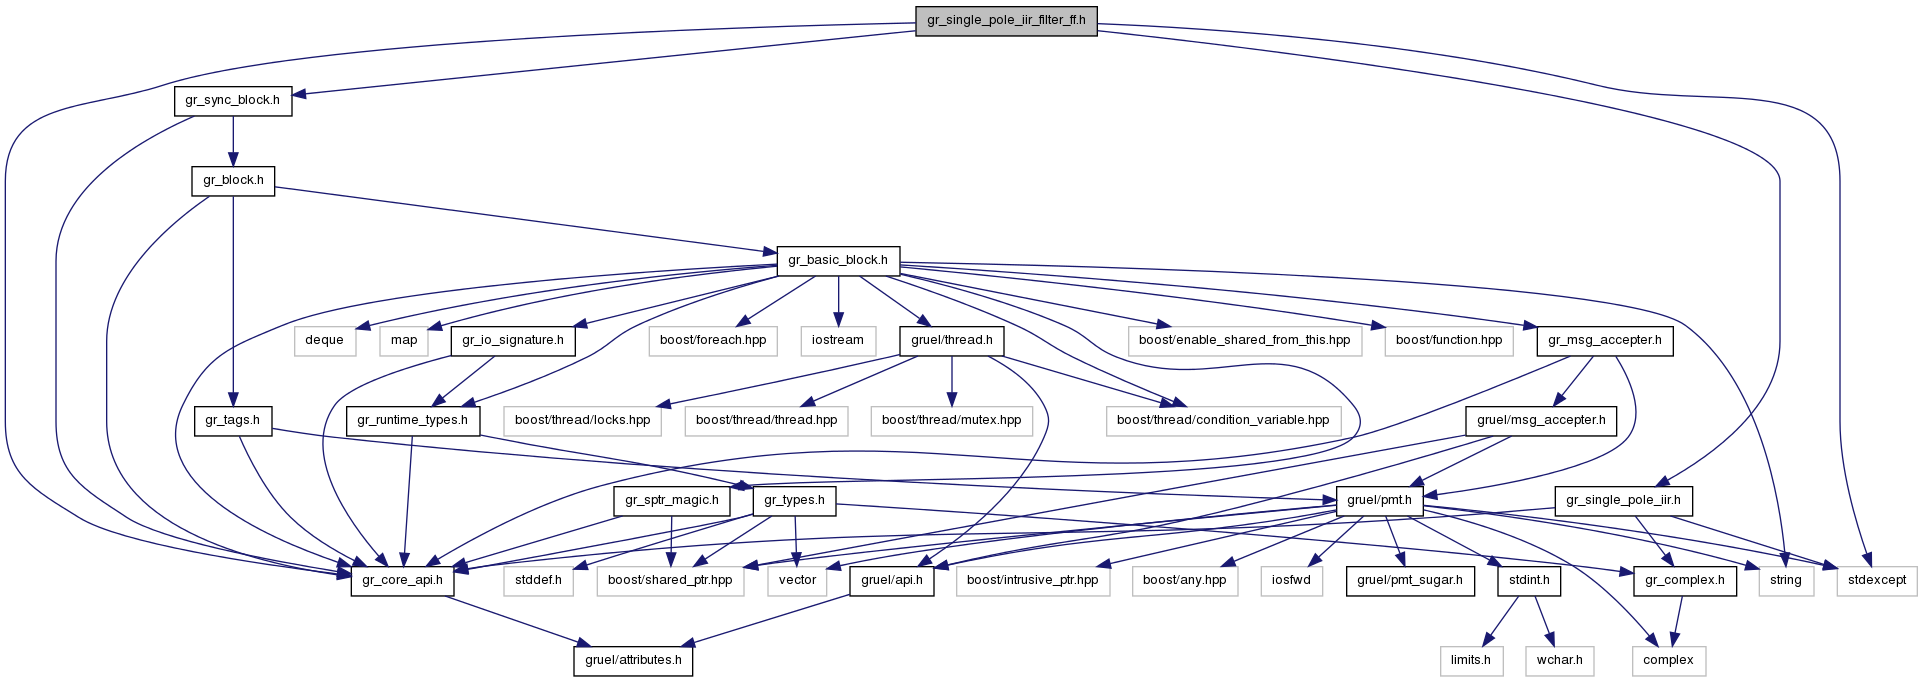 gr_single_pole_iir_filter_ff.h
gr_sync_block.h
gr_block.h
gr_basic_block.h
deque
map
gr_io_signature.h
boost/foreach.hpp
iostream
gruel/thread.h
boost/enable_shared_from_this.hpp
boost/function.hpp
gr_msg_accepter.h
gr_tags.h
gr_runtime_types.h
boost/thread/locks.hpp
boost/thread/thread.hpp
boost/thread/mutex.hpp
boost/thread/condition_variable.hpp
gruel/msg_accepter.h
gr_sptr_magic.h
gr_types.h
gruel/pmt.h
gr_single_pole_iir.h
gr_core_api.h
stddef.h
boost/shared_ptr.hpp
vector
gruel/api.h
boost/intrusive_ptr.hpp
boost/any.hpp
iosfwd
gruel/pmt_sugar.h
stdint.h
gr_complex.h
string
stdexcept
gruel/attributes.h
limits.h
wchar.h
complex